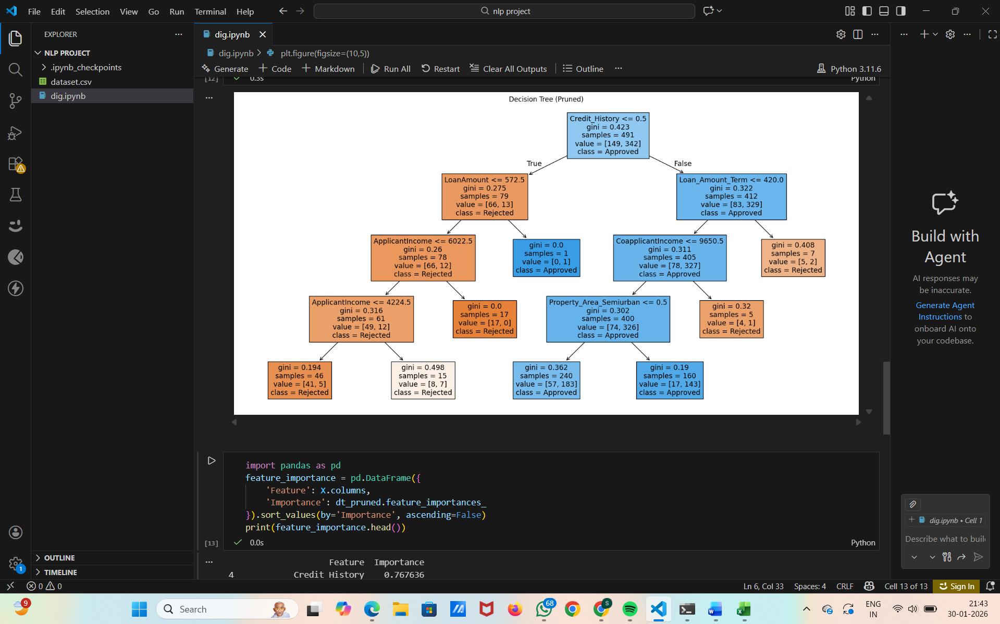 File Edit Selection View Go Run Terminal Help
nlp project
EXPLORER
NLP PROJECT
.ipynb_checkpoints
dataset.csv
dig.ipynb
OUTLINE
TIMELINE
dig.ipynb
dig.ipynb > plt.figure(figsize=(10,5))
Generate + Code + Markdown Run All Restart Clear All Outputs Outline
Python 3.11.6
[12] 0.3s Python
Decision Tree (Pruned)
Credit_History <= 0.5
gini = 0.423
samples = 491
value = [149, 342]
class = Approved
True
False
LoanAmount <= 572.5
gini = 0.275
samples = 79
value = [66, 13]
class = Rejected
Loan_Amount_Term <= 420.0
gini = 0.322
samples = 412
value = [83, 329]
class = Approved
ApplicantIncome <= 6022.5
gini = 0.26
samples = 78
value = [66, 12]
class = Rejected
gini = 0.0
samples = 1
value = [0, 1]
class = Approved
CoapplicantIncome <= 9650.5
gini = 0.311
samples = 405
value = [78, 327]
class = Approved
gini = 0.408
samples = 7
value = [5, 2]
class = Rejected
ApplicantIncome <= 4224.5
gini = 0.316
samples = 61
value = [49, 12]
class = Rejected
gini = 0.0
samples = 17
value = [17, 0]
class = Rejected
Property_Area_Semiurban <= 0.5
gini = 0.302
samples = 400
value = [74, 326]
class = Approved
gini = 0.32
samples = 5
value = [4, 1]
class = Rejected
gini = 0.194
samples = 46
value = [41, 5]
class = Rejected
gini = 0.498
samples = 15
value = [8, 7]
class = Rejected
gini = 0.362
samples = 240
value = [57, 183]
class = Approved
gini = 0.19
samples = 160
value = [17, 143]
class = Approved
import pandas as pd
feature_importance = pd.DataFrame({
'Feature': X.columns,
'Importance': dt_pruned.feature_importances_
}).sort_values(by='Importance', ascending=False)
print(feature_importance.head())
[13] 0.0s Python
Feature Importance
4 Credit History 0.767636
Build with
Agent
AI responses may
be inaccurate.
Generate Agent
Instructions to
onboard AI onto
your codebase.
+ dig.ipynb • Cell 1
Describe what to buil
0 0
Ln 6, Col 33 Spaces: 4 CRLF Cell 13 of 13 Sign In
1
9
Search
68
S
ENG
IN
21:43
30-01-2026